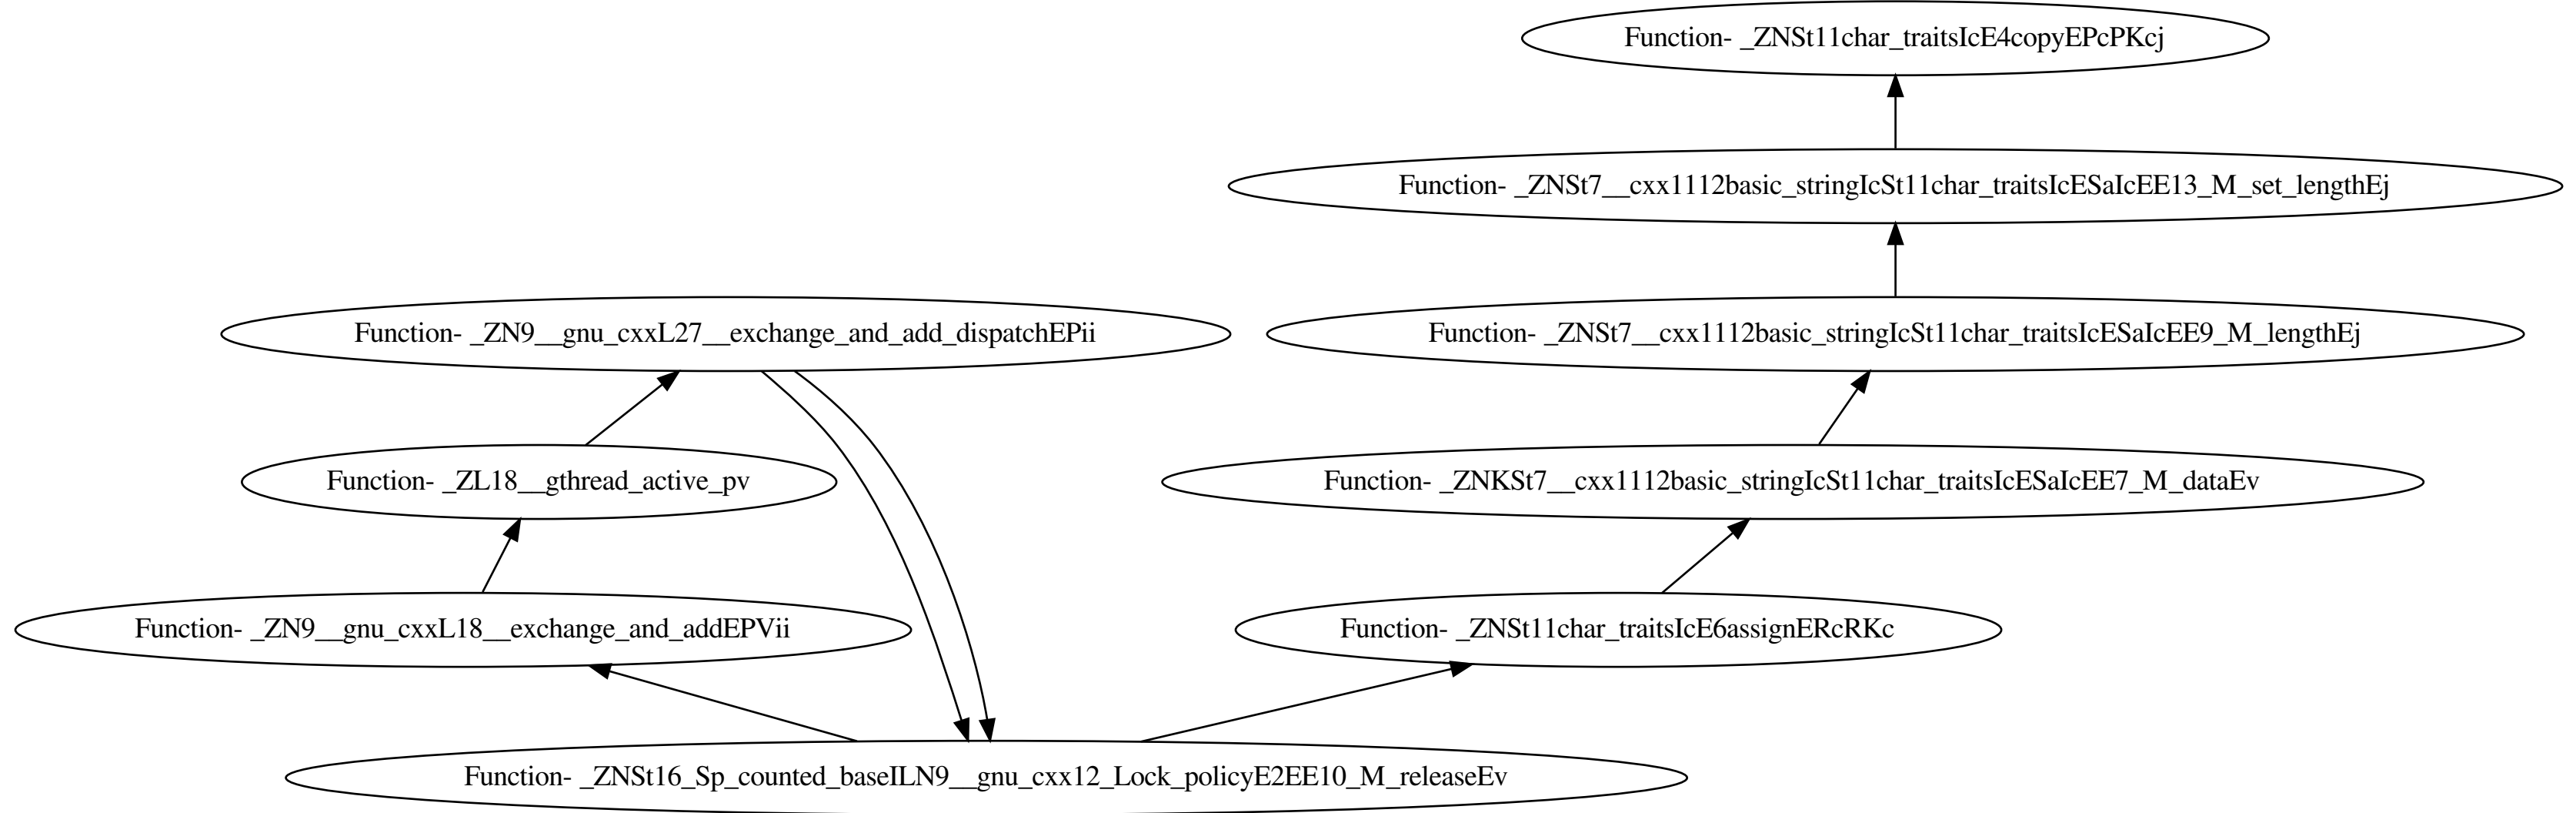 Function- _ZNSt11char_traitsIcE4copyEPcPKcj
Function- _ZNSt7__cxx1112basic_stringIcSt11char_traitsIcESaIcEE13_M_set_lengthEj
Function- _ZN9__gnu_cxxL27__exchange_and_add_dispatchEPii
Function- _ZNSt7__cxx1112basic_stringIcSt11char_traitsIcESaIcEE9_M_lengthEj
Function- _ZL18__gthread_active_pv
Function- _ZNKSt7__cxx1112basic_stringIcSt11char_traitsIcESaIcEE7_M_dataEv
Function- _ZN9__gnu_cxxL18__exchange_and_addEPVii
Function- _ZNSt11char_traitsIcE6assignERcRKc
Function- _ZNSt16_Sp_counted_baseILN9__gnu_cxx12_Lock_policyE2EE10_M_releaseEv